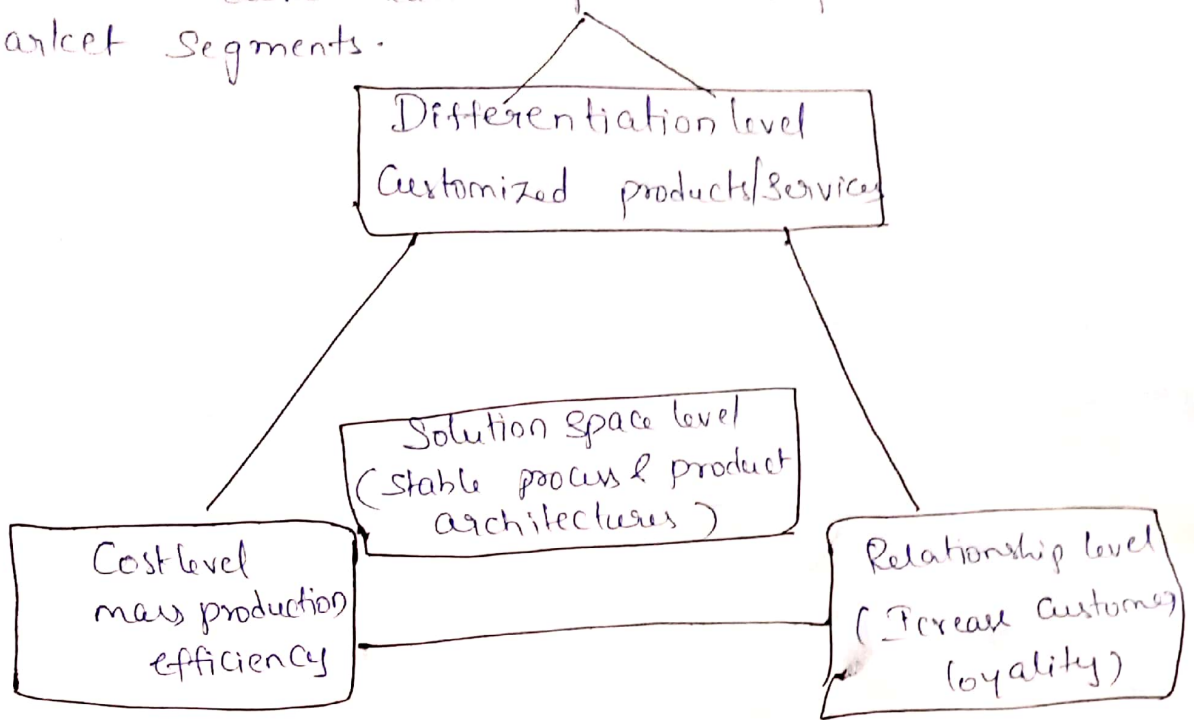 arket Segments.
Differentiation level
Customized products/Services
Solution space level
(Stable process & product
architectures)
Cost level
mass production
efficiency
Relationship level
(Icrease Customer
loyality)